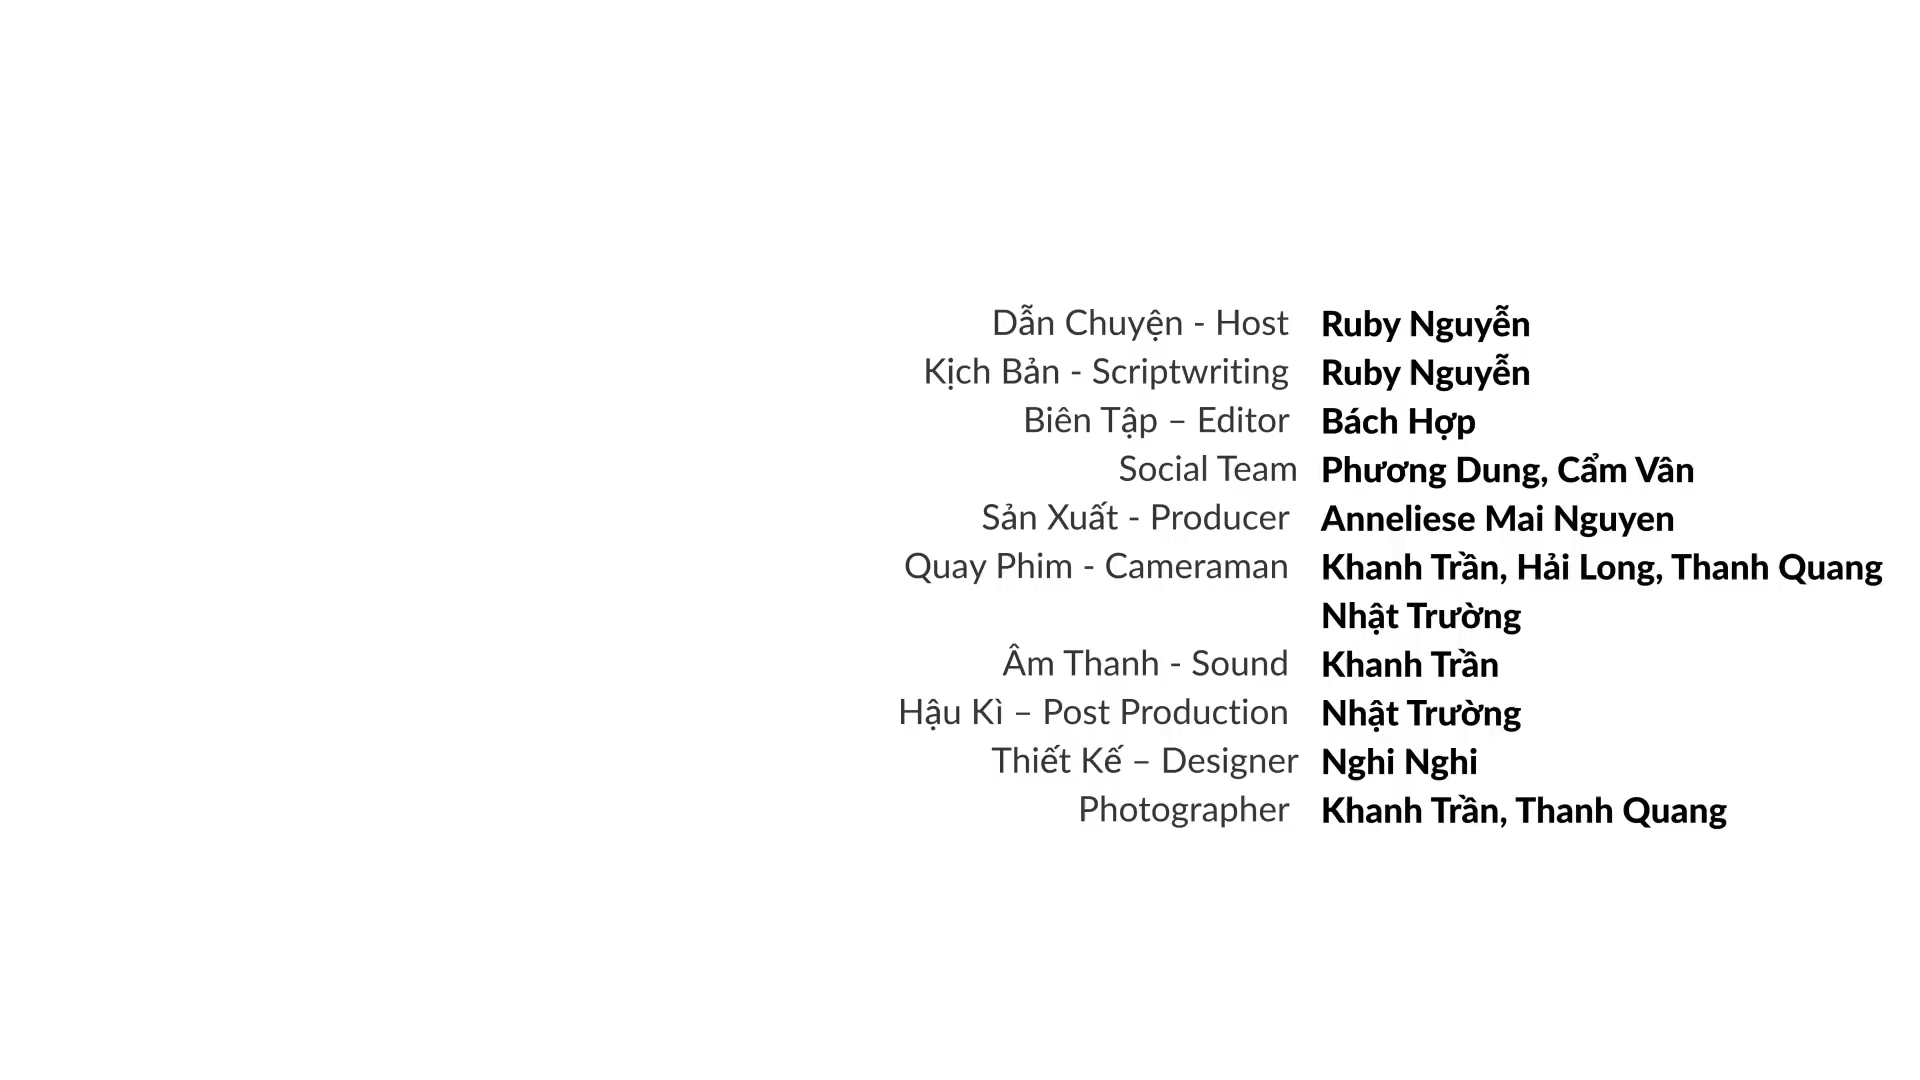 Dẫn Chuyện - Host Ruby Nguyễn
Kịch Bản - Scriptwriting Ruby Nguyễn
Biên Tập – Editor Bách Hợp
Social Team Phương Dung, Cẩm Vân
Sản Xuất - Producer Anneliese Mai Nguyen
Quay Phim - Cameraman Khanh Trần, Hải Long, Thanh Quang
Nhật Trường
Âm Thanh - Sound Khanh Trần
Hậu Kì – Post Production Nhật Trường
Thiết Kế – Designer Nghi Nghi
Photographer Khanh Trần, Thanh Quang